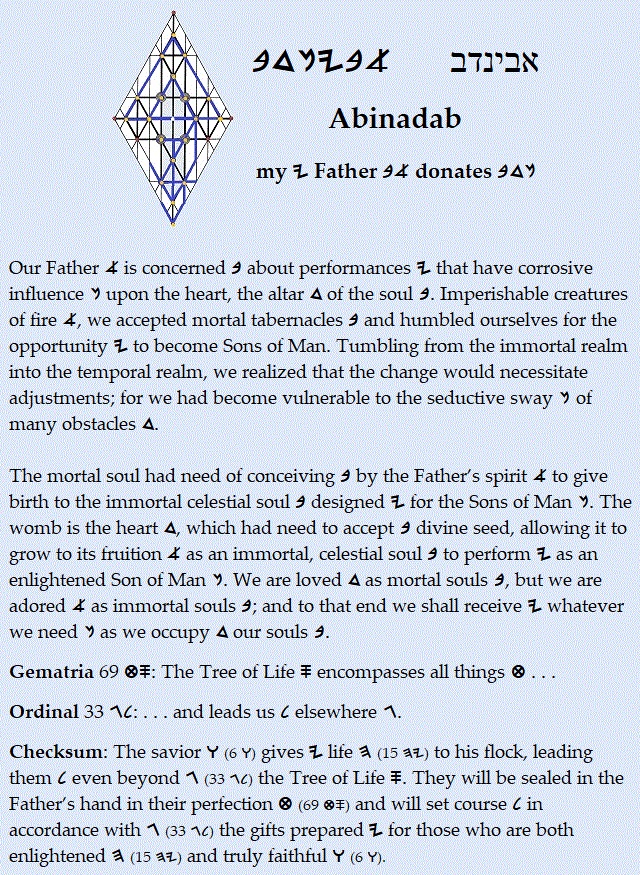 𐤀𐤁𐤉𐤍𐤃𐤁 אבינדב
Abinadab
my 𐤉 Father 𐤀𐤁 donates 𐤍𐤃𐤁
Our Father 𐤀 is concerned 𐤁 about performances 𐤉 that have corrosive
influence 𐤍 upon the heart, the altar 𐤃 of the soul 𐤁. Imperishable creatures
of fire 𐤀, we accepted mortal tabernacles 𐤁 and humbled ourselves for the
opportunity 𐤉 to become Sons of Man. Tumbling from the immortal realm
into the temporal realm, we realized that the change would necessitate
adjustments; for we had become vulnerable to the seductive sway 𐤍 of
many obstacles 𐤃.
The mortal soul had need of conceiving 𐤁 by the Father’s spirit 𐤀 to give
birth to the immortal celestial soul 𐤁 designed 𐤉 for the Sons of Man 𐤍. The
womb is the heart 𐤃, which had need to accept 𐤁 divine seed, allowing it to
grow to its fruition 𐤀 as an immortal, celestial soul 𐤁 to perform 𐤉 as an
enlightened Son of Man 𐤍. We are loved 𐤃 as mortal souls 𐤁, but we are
adored 𐤀 as immortal souls 𐤁; and to that end we shall receive 𐤉 whatever
we need 𐤍 as we occupy 𐤃 our souls 𐤁.
Gematria 69 𐤎𐤈: The Tree of Life 𐤎 encompasses all things 𐤈 . . .
Ordinal 33 𐤋𐤂: . . . and leads us 𐤋 elsewhere 𐤂.
Checksum: The savior 𐤅 (6 𐤅) gives 𐤉 life 𐤄 (15 𐤉𐤄) to his flock, leading
them 𐤋 even beyond 𐤂 (33 𐤋𐤂) the Tree of Life 𐤎. They will be sealed in the
Father’s hand in their perfection 𐤈 (69 𐤎𐤈) and will set course 𐤋 in
accordance with 𐤂 (33 𐤋𐤂) the gifts prepared 𐤉 for those who are both
enlightened 𐤄 (15 𐤉𐤄) and truly faithful 𐤅 (6 𐤅).